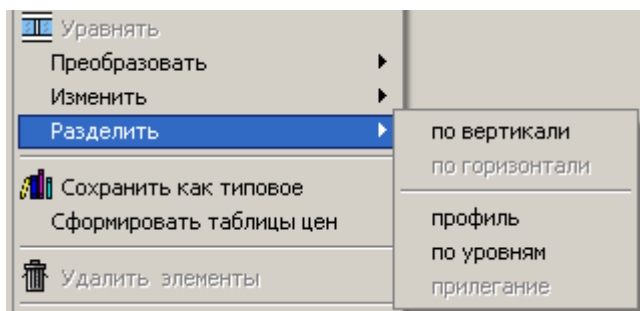 Уравнять
Преобразовать
Изменить
Разделить
по вертикали
по горизонтали
профиль
по уровням
прилегание
Сохранить как типовое
Сформировать таблицы цен
Удалить элементы